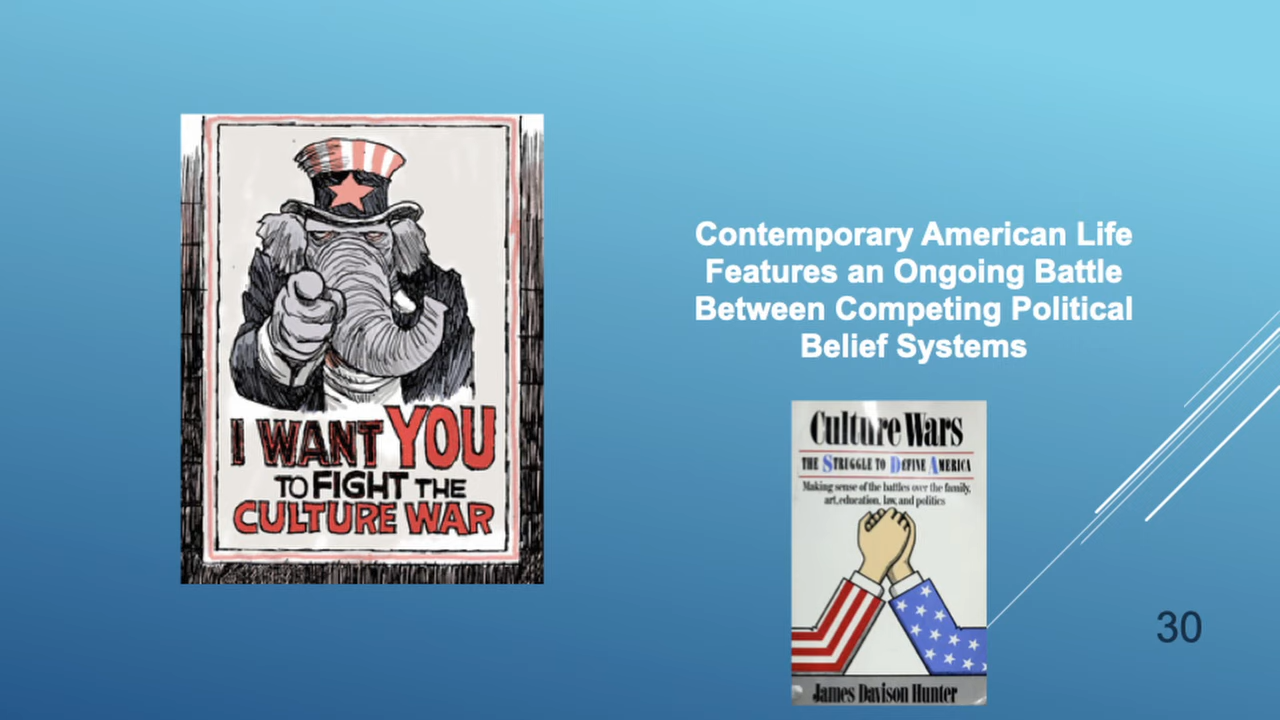 I WANT YOU
TO FIGHT THE
CULTURE WAR
Contemporary American Life
Features an Ongoing Battle
Between Competing Political
Belief Systems
Culture Wars
THE STRUGGLE TO DEFINE AMERICA
Making sense of the battles over the family,
art, education, law, and politics
James Davison Hunter
30